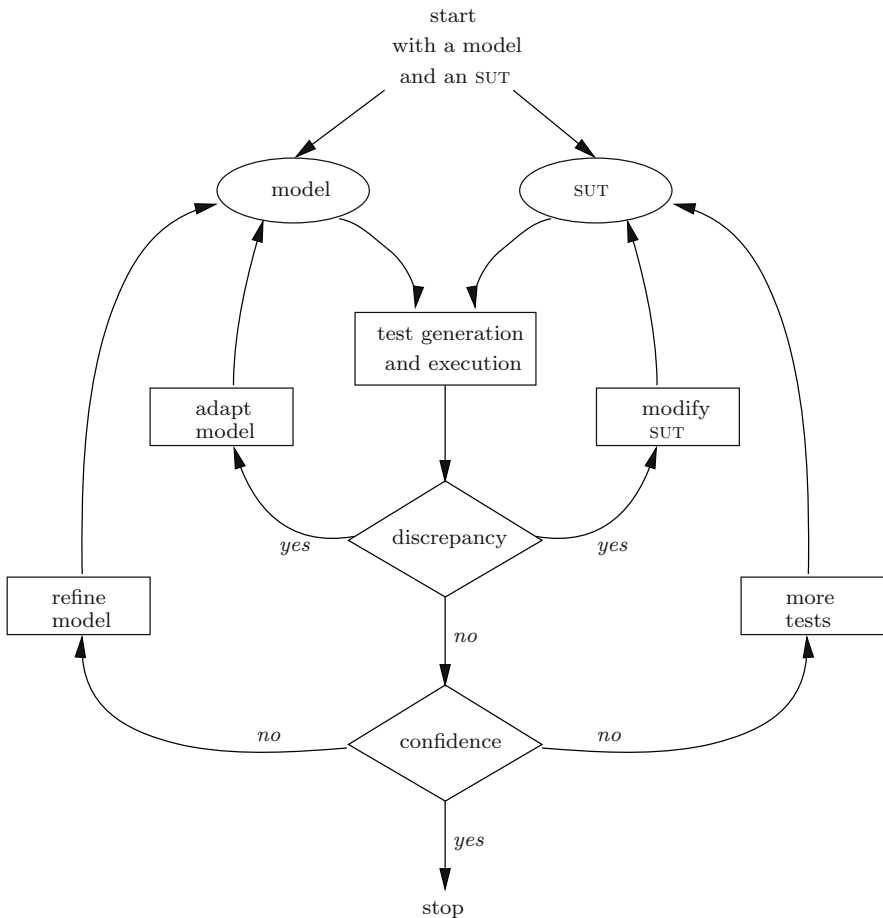 start
with a model
and an SUT
model
SUT
test generation
and execution
adapt
model
modify
SUT
discrepancy
yes
yes
refine
model
more
tests
no
confidence
no
no
yes
stop